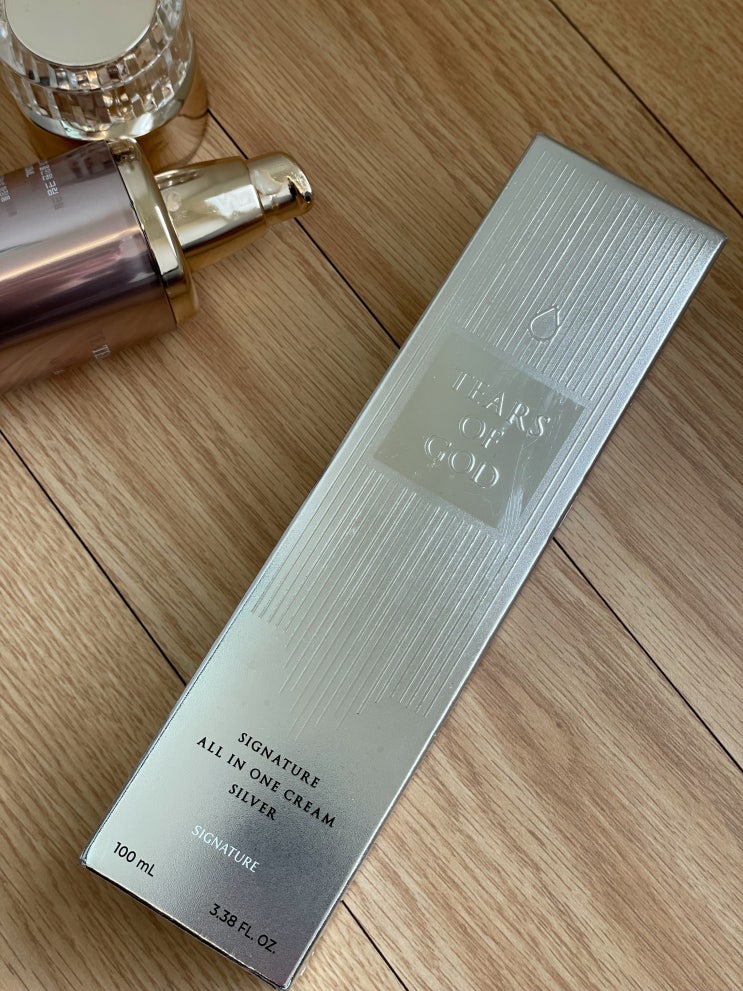 TEARS
OF
GOD
SIGNATURE
ALL IN ONE CREAM
SILVER
SIGNATURE
100 mL
3.38 FL. OZ.